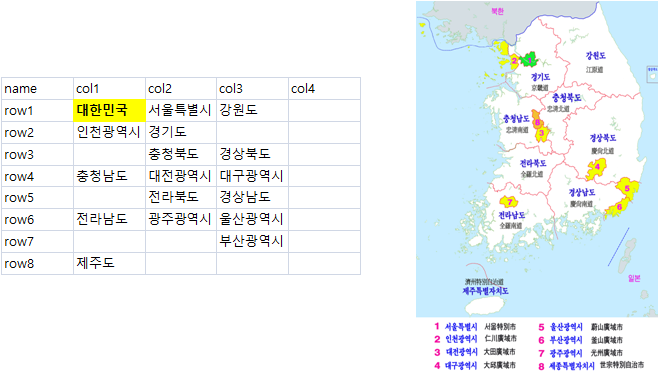 name col1 col2 col3 col4
row1 대한민국 서울특별시 강원도
row2 인천광역시 경기도
row3 충청북도 경상북도
row4 충청남도 대전광역시 대구광역시
row5 전라북도 경상남도
row6 전라남도 광주광역시 울산광역시
row7 부산광역시
row8 제주도
북한
강원도
江原道
2
1
경기도
京畿道
충청북도
忠清北道
충청남도
忠清南道
8
3
경상북도
慶尙北道
전라북도
全羅北道
4
경상남도
慶尙南道
5
6
7
전라남도
全羅南道
일본
濟州特別自治道
제주특별자치도
1 서울특별시 서울特別市 5 울산광역시 蔚山廣域市
2 인천광역시 仁川廣域市 6 부산광역시 釜山廣域市
3 대전광역시 大田廣域市 7 광주광역시 光州廣域市
4 대구광역시 大邱廣域市 8 세종특별자치시 世宗特別自治市